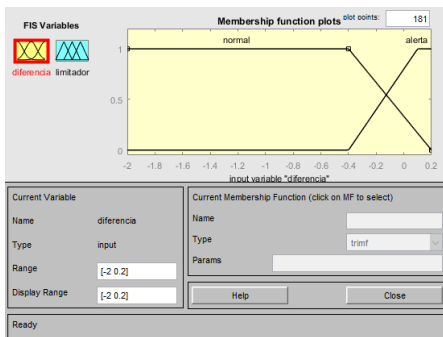 FIS Variables
Membership function plots
plot points:
181
normal
alerta
1
0.5
0
diferencia limitador
-2 -1.8 -1.6 -1.4 -1.2 -1 -0.8 -0.6 -0.4 -0.2 0 0.2
input variable "diferencia"
Current Variable
Name diferencia
Type input
Range [-2 0.2]
Display Range [-2 0.2]
Current Membership Function (click on MF to select)
Name
Type trimf
Params
Help Close
Ready